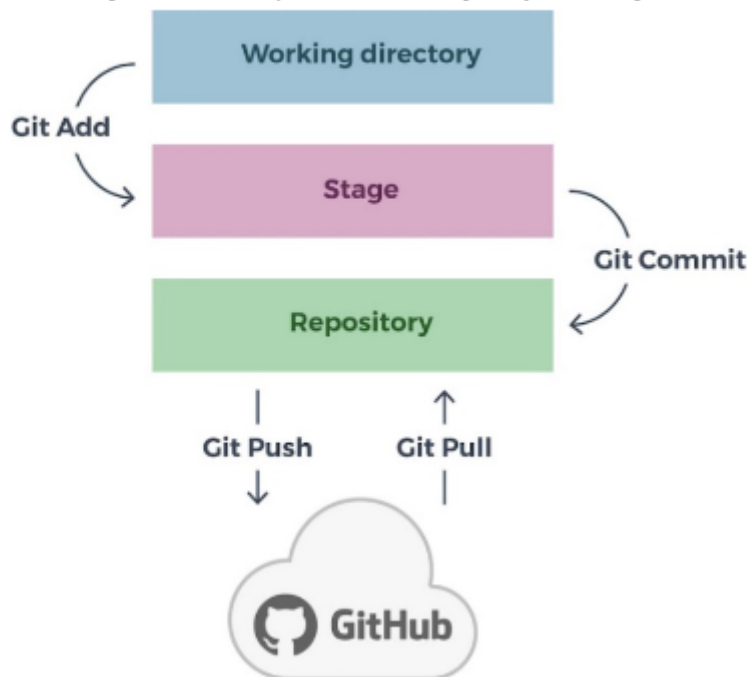 Working directory
Git Add
Stage
Git Commit
Repository
Git Push
Git Pull
GitHub